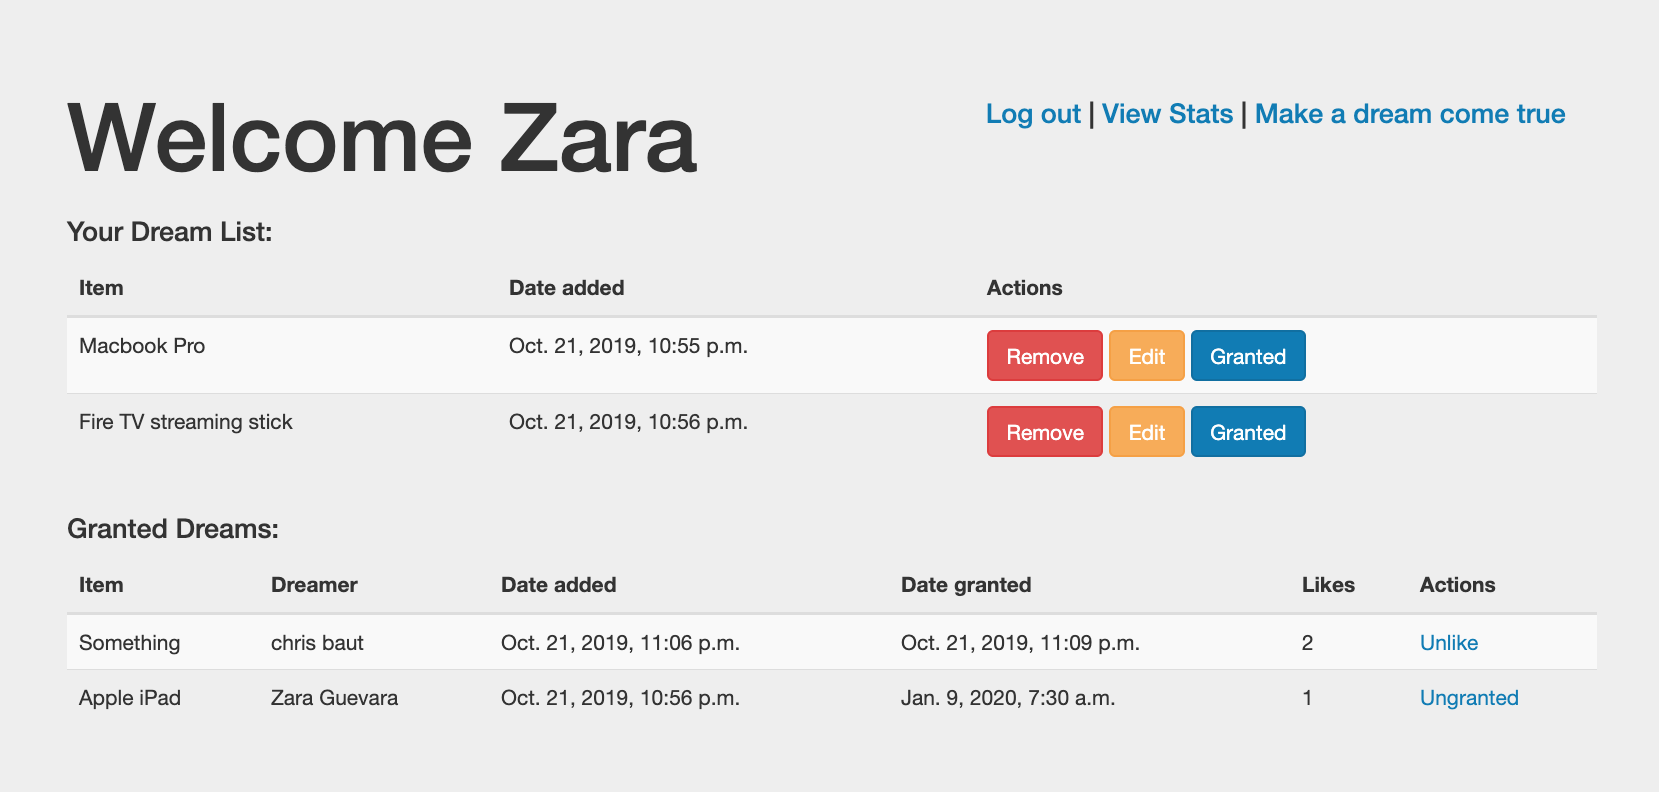 Welcome Zara
Log out | View Stats | Make a dream come true
Your Dream List:
Item Date added Actions
Macbook Pro Oct. 21, 2019, 10:55 p.m. Remove Edit Granted
Fire TV streaming stick Oct. 21, 2019, 10:56 p.m. Remove Edit Granted
Granted Dreams:
Item Dreamer Date added Date granted Likes Actions
Something chris baut Oct. 21, 2019, 11:06 p.m. Oct. 21, 2019, 11:09 p.m. 2 Unlike
Apple iPad Zara Guevara Oct. 21, 2019, 10:56 p.m. Jan. 9, 2020, 7:30 a.m. 1 Ungranted